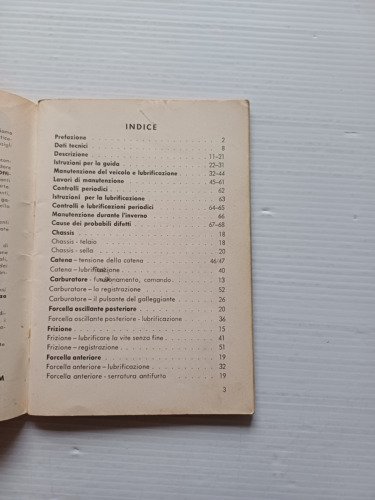 INDICE
Prefazione 2
Dati tecnici 8
Descrizione 11-21
Istruzioni per la guida 22-31
Manutenzione del veicolo e lubrificazione 32-44
Lavori di manutenzione 45-61
Controlli periodici 62
Istruzioni per la lubrificazione 63
Controlli e lubrificazioni periodici 64-65
Manutenzione durante l'inverno 66
Cause dei probabili difetti 67-68
Chassis 18
Chassis - telaio 18
Chassis - sella 20
Catena - tensione della catena 46/47
Catena - lubrificazione 40
Carburatore - funzionamento, comando 13
Carburatore - la registrazione 52
Carburatore - il pulsante del galleggiante 26
Forcella oscillante posteriore 20
Forcella oscillante posteriore - lubrificazione 36
Frizione 15
Frizione - lubrificare la vite senza fine 41
Frizione - registrazione 51
Forcella anteriore 19
Forcella anteriore - lubrificazione 32
Forcella anteriore - serratura antifurto 19
3